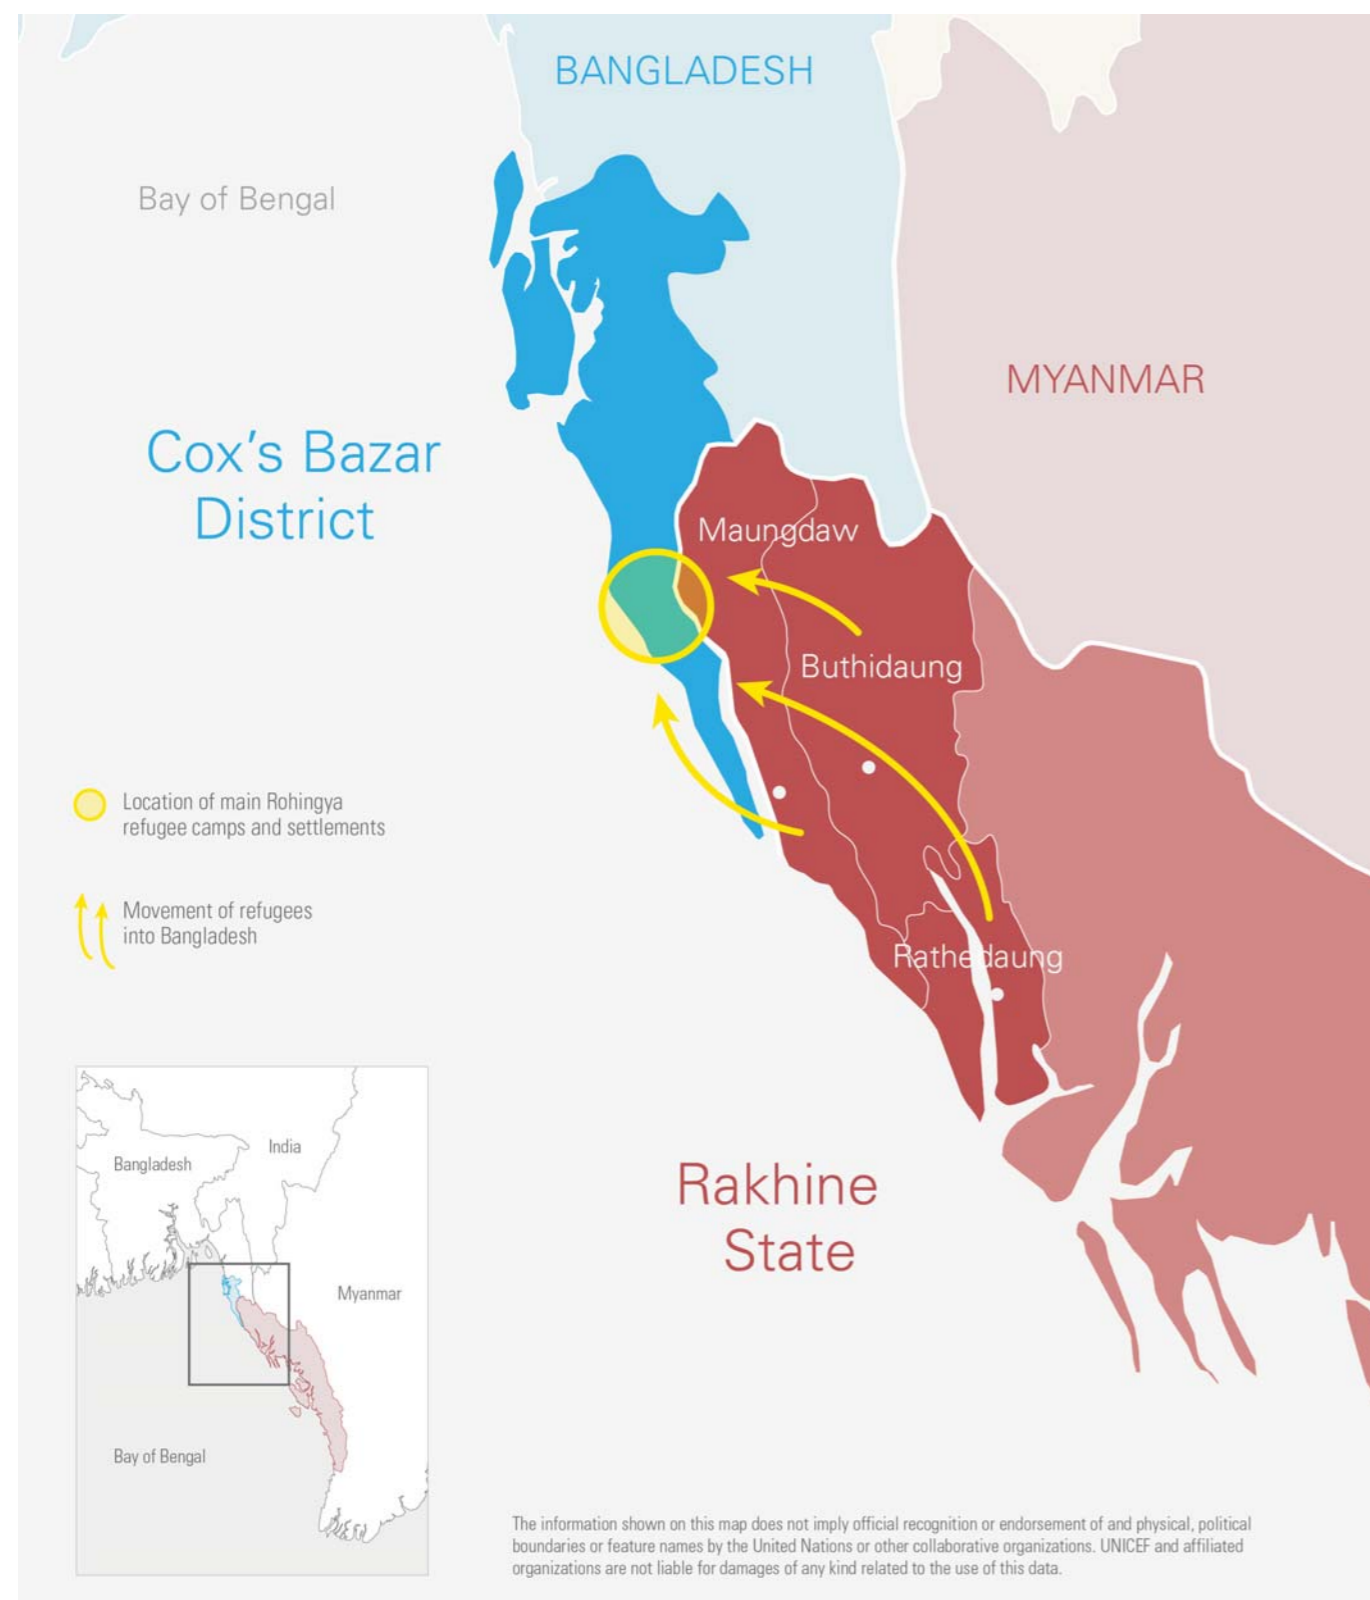 BANGLADESH
Bay of Bengal
MYANMAR
Cox's Bazar
District
Maungdaw
Buthidaung
Location of main Rohingya
refugee camps and settlements
Movement of refugees
into Bangladesh
Rathedaung
India
Bangladesh
Rakhine
State
Myanmar
Bay of Bengal
The information shown on this map does not imply official recognition or endorsement of and physical, political
boundaries or feature names by the United Nations or other collaborative organizations. UNICEF and affiliated
organizations are not liable for damages of any kind related to the use of this data.